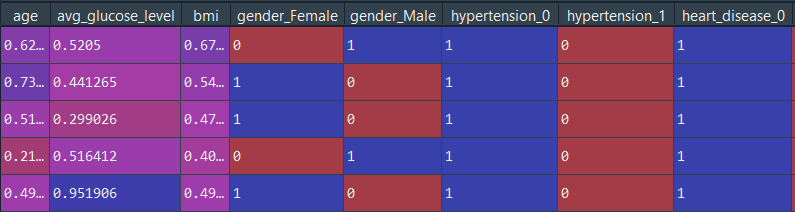 age avg_glucose_level bmi gender_Female gender_Male hypertension_0 hypertension_1 heart_disease_0
0.62... 0.5205 0.67... 0 1 1 0 1
0.73... 0.441265 0.54... 1 0 1 0 1
0.51... 0.299026 0.47... 1 0 1 0 1
0.21... 0.516412 0.40... 0 1 1 0 1
0.49... 0.951906 0.49... 1 0 1 0 1